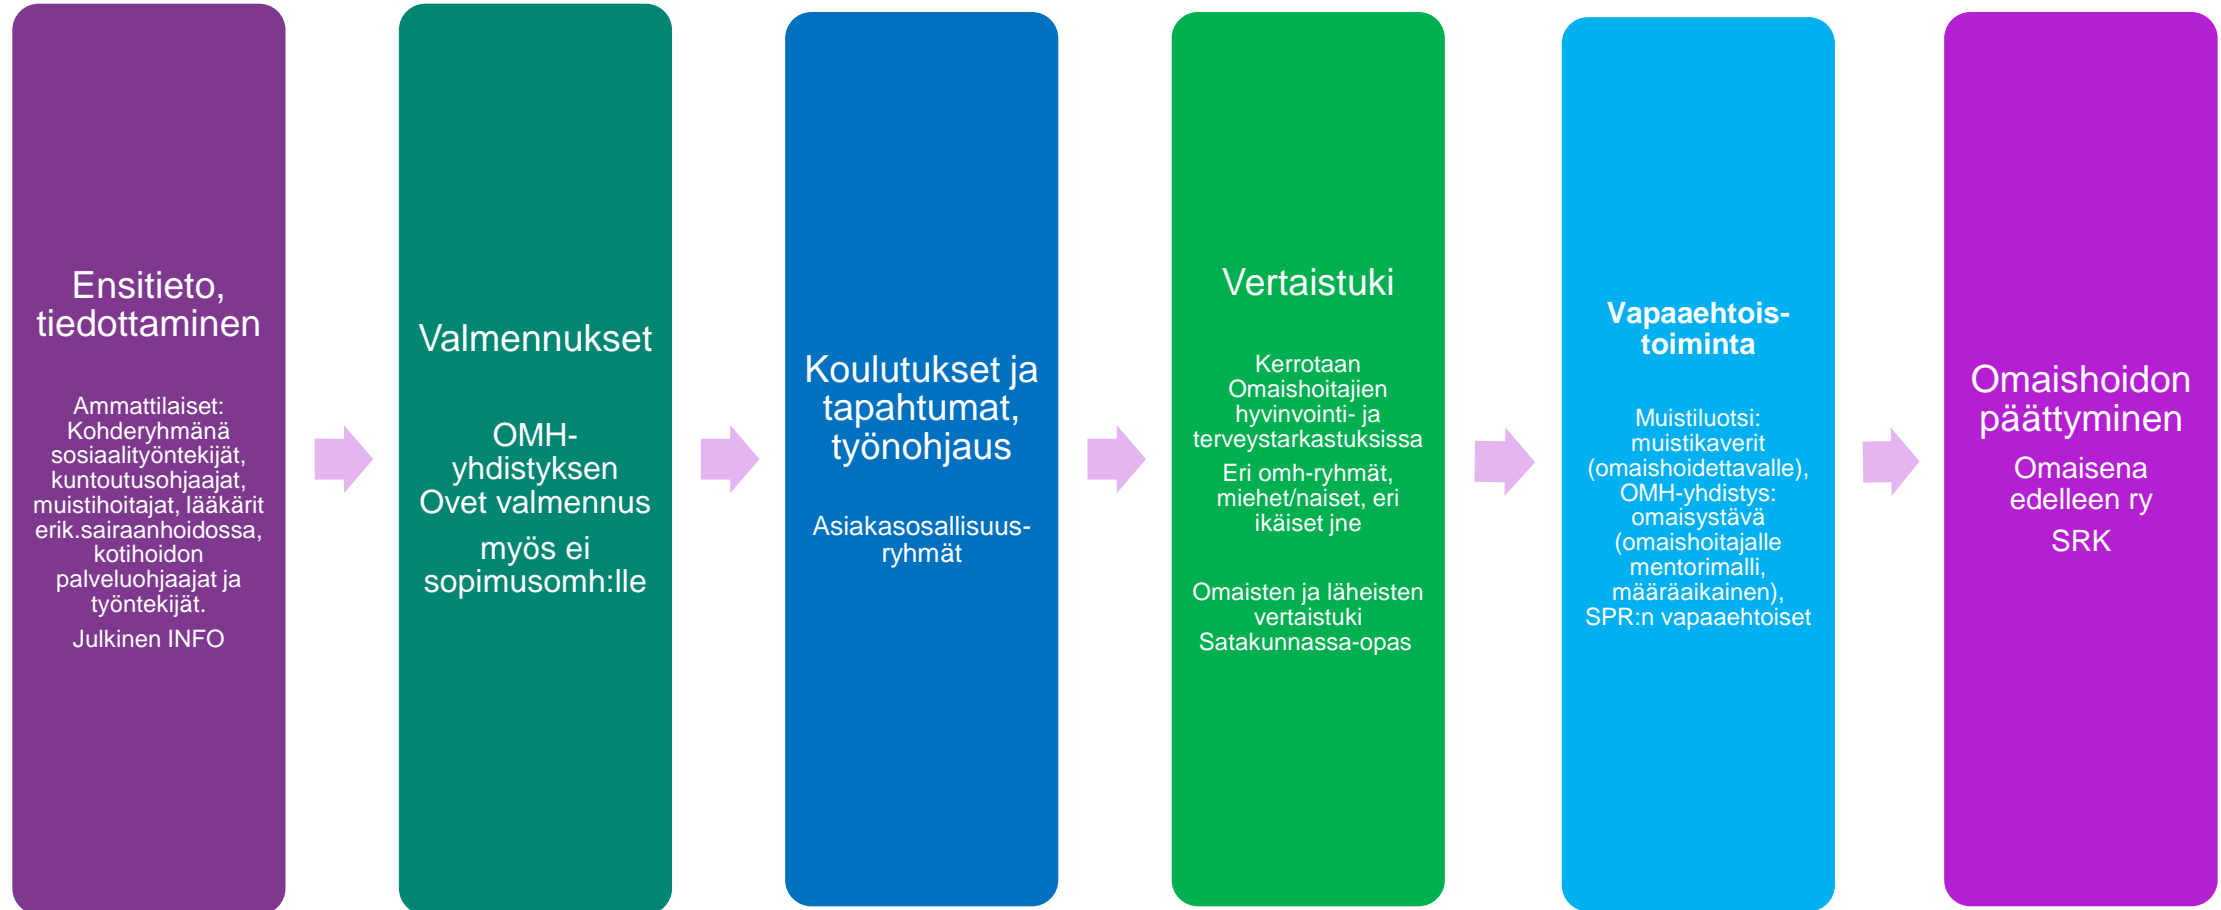 Ensitieto,
tiedottaminen
Ammattilaiset:
Kohderyhmänä
sosiaalityöntekijät,
kuntoutusohjaajat,
muistihoitajat, lääkärit
erik.sairaanhoidossa,
kotihoidon
palveluohjaajat ja
työntekijät.
Julkinen INFO
Valmennukset
OMH-
yhdistyksen
Ovet valmennus
myös ei
sopimusomh:lle
Koulutukset ja
tapahtumat,
työnohjaus
Asiakasosallisuus-
ryhmät
Vertaistuki
Kerrotaan
Omaishoitajien
hyvinvointi- ja
terveystarkastuksissa
Eri omh-ryhmät,
miehet/naiset, eri
ikäiset jne
Omaisten ja läheisten
vertaistuki
Satakunnassa-opas
Vapaaehtois-
toiminta
Muistiluotsi:
muistikaverit
(omaishoidettavalle),
OMH-yhdistys:
omaisystävä
(omaishoitajalle
mentorimalli,
määräaikainen),
SPR:n vapaaehtoiset
Omaishoidon
päättyminen
Omaisena
edelleen ry
SRK